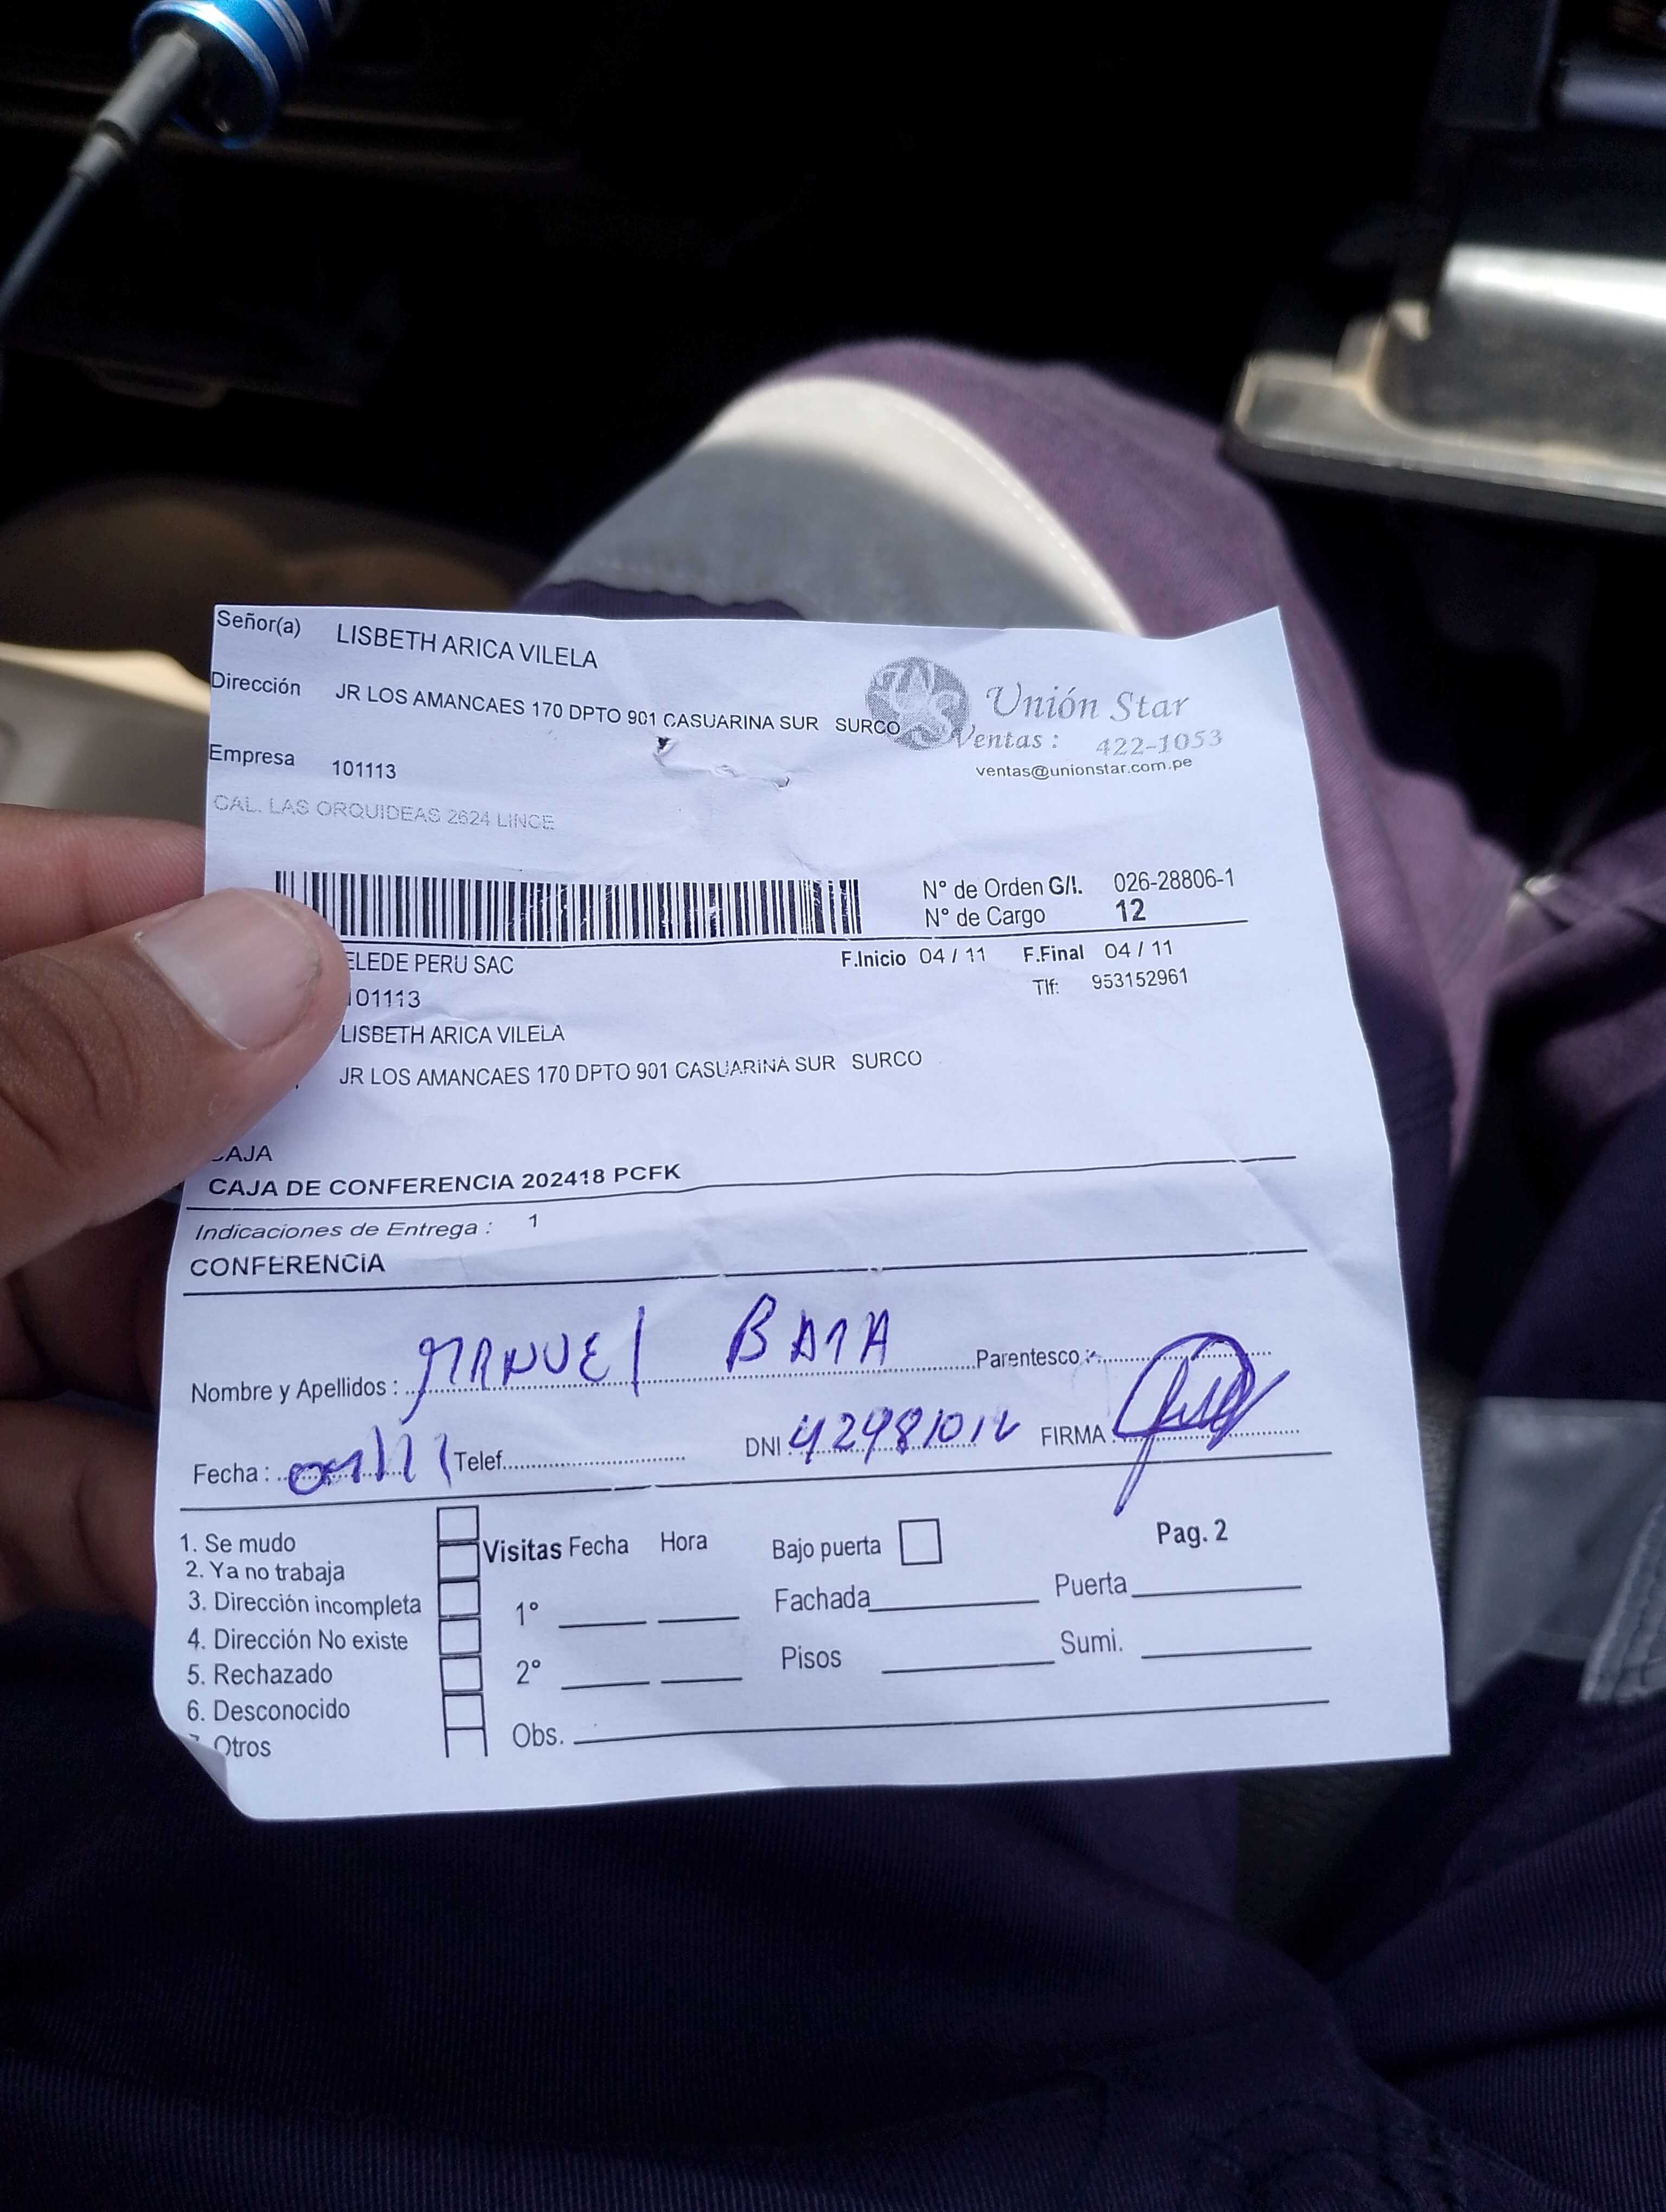 Señor(a) LISBETH ARICA VILELA
Dirección JR LOS AMANCAES 170 DPTO 901 CASUARINA SUR SURCO
Unión Star
Ventas : 422-1053
ventas@unionstar.com.pe
Empresa 101113
CAL. LAS ORQUIDEAS 2624 LINCE
N° de Orden G/I. 026-28806-1
N° de Cargo 12
ELEDE PERU SAC F.Inicio 04 / 11 F.Final 04 / 11
101113 Tlf: 953152961
LISBETH ARICA VILELA
JR LOS AMANCAES 170 DPTO 901 CASUARINA SUR SURCO
CAJA
CAJA DE CONFERENCIA 202418 PCFK
Indicaciones de Entrega : 1
CONFERENCIA
Nombre y Apellidos : MANUEL Parentesco :
Fecha : Telef. DNI : FIRMA :
1. Se mudo
2. Ya no trabaja
3. Dirección incompleta
4. Dirección No existe
5. Rechazado
6. Desconocido
Otros
Visitas Fecha Hora Bajo puerta Pag. 2
1° Fachada Puerta
2° Pisos Sumi.
Obs.